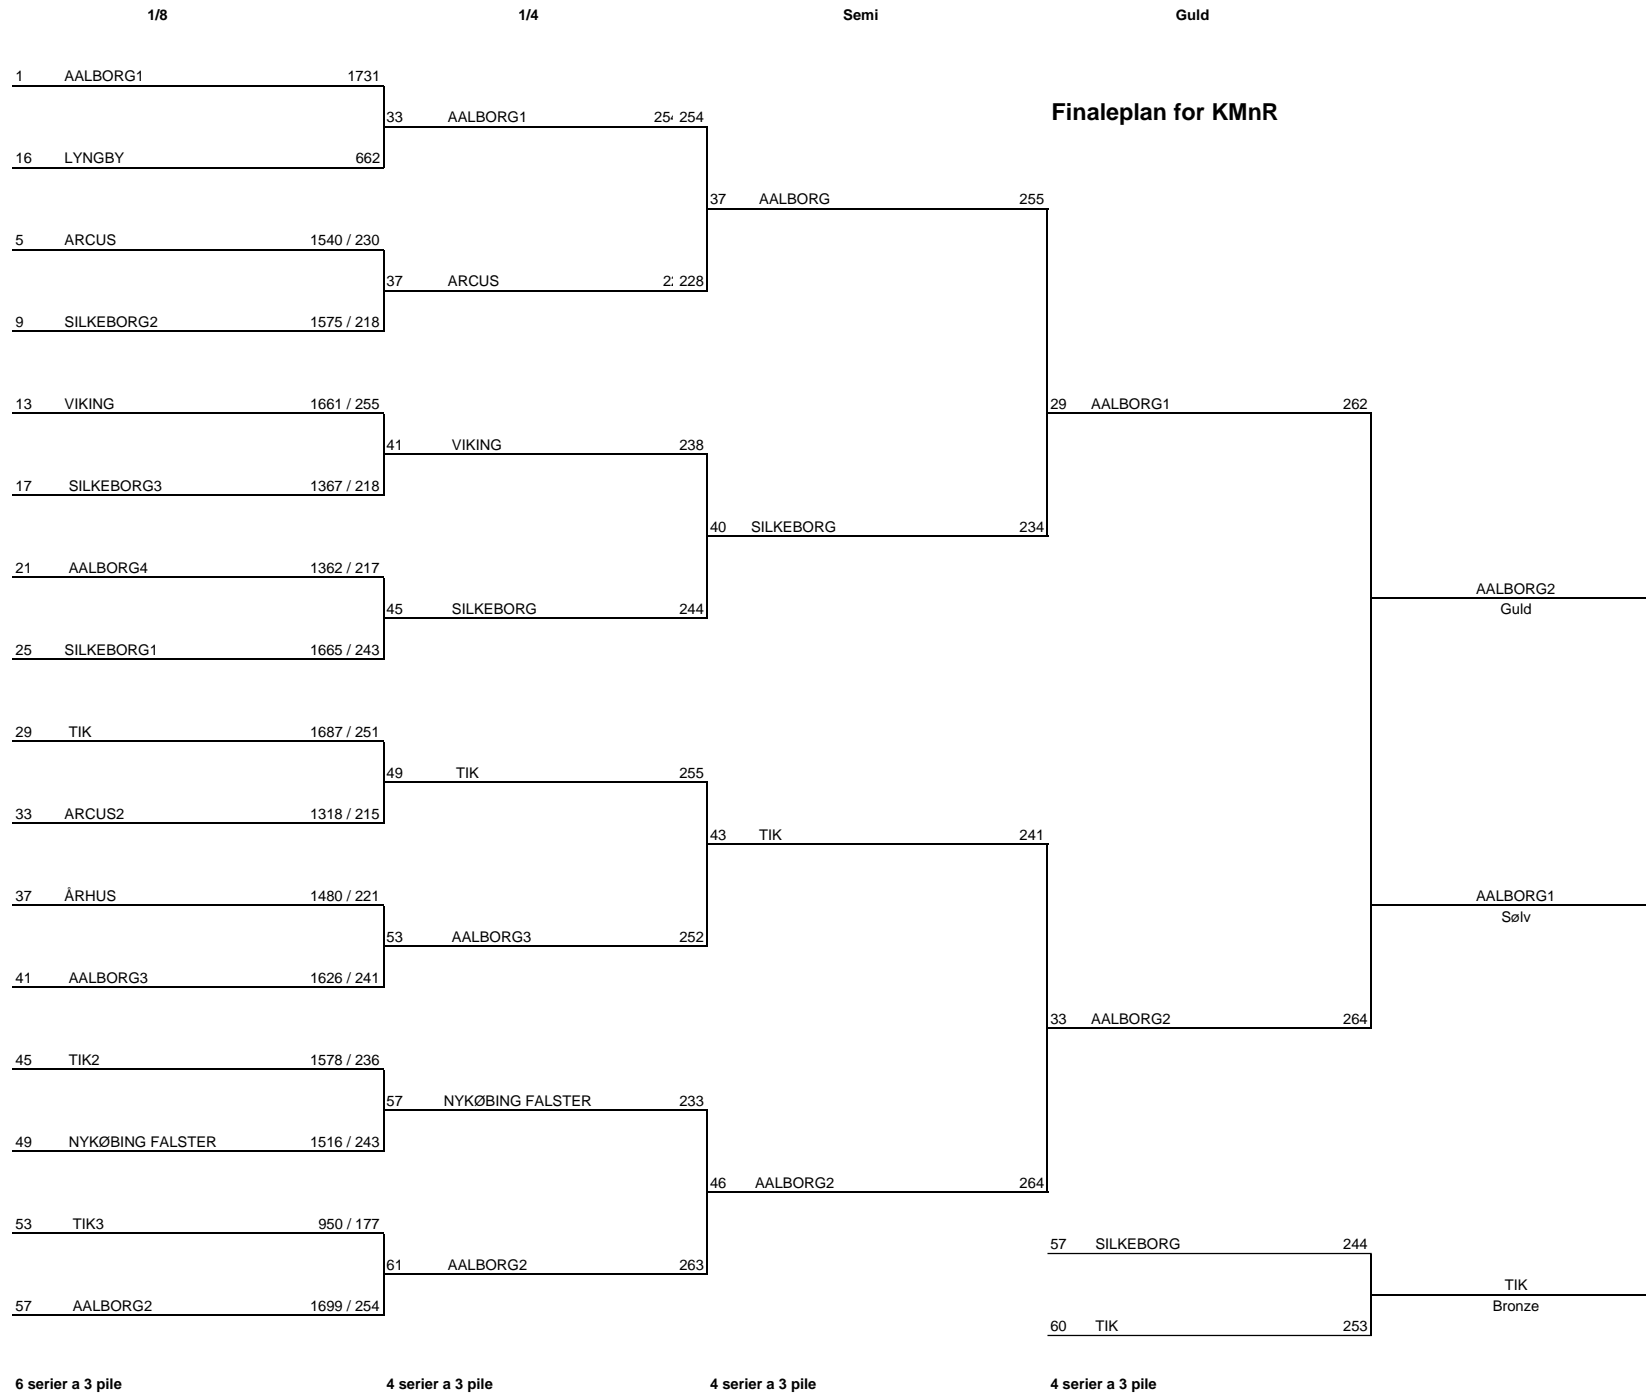 1/8 1/4 Semi Guld
1 AALBORG1 1731
33 AALBORG1 254 254
Finaleplan for KMnR
16 LYNGBY 662
37 AALBORG 255
5 ARCUS 1540 / 230
37 ARCUS 228
9 SILKEBORG2 1575 / 218
13 VIKING 1661 / 255
29 AALBORG1 262
41 VIKING 238
17 SILKEBORG3 1367 / 218
40 SILKEBORG 234
21 AALBORG4 1362 / 217
AALBORG2
45 SILKEBORG 244
Guld
25 SILKEBORG1 1665 / 243
29 TIK 1687 / 251
49 TIK 255
33 ARCUS2 1318 / 215
43 TIK 241
37 ÅRHUS 1480 / 221
AALBORG1
Sølv
53 AALBORG3 252
41 AALBORG3 1626 / 241
33 AALBORG2 264
45 TIK2 1578 / 236
57 NYKØBING FALSTER 233
49 NYKØBING FALSTER 1516 / 243
46 AALBORG2 264
53 TIK3 950 / 177
57 SILKEBORG 244
61 AALBORG2 263
TIK
57 AALBORG2 1699 / 254
Bronze
60 TIK 253
6 serier a 3 pile 4 serier a 3 pile 4 serier a 3 pile 4 serier a 3 pile